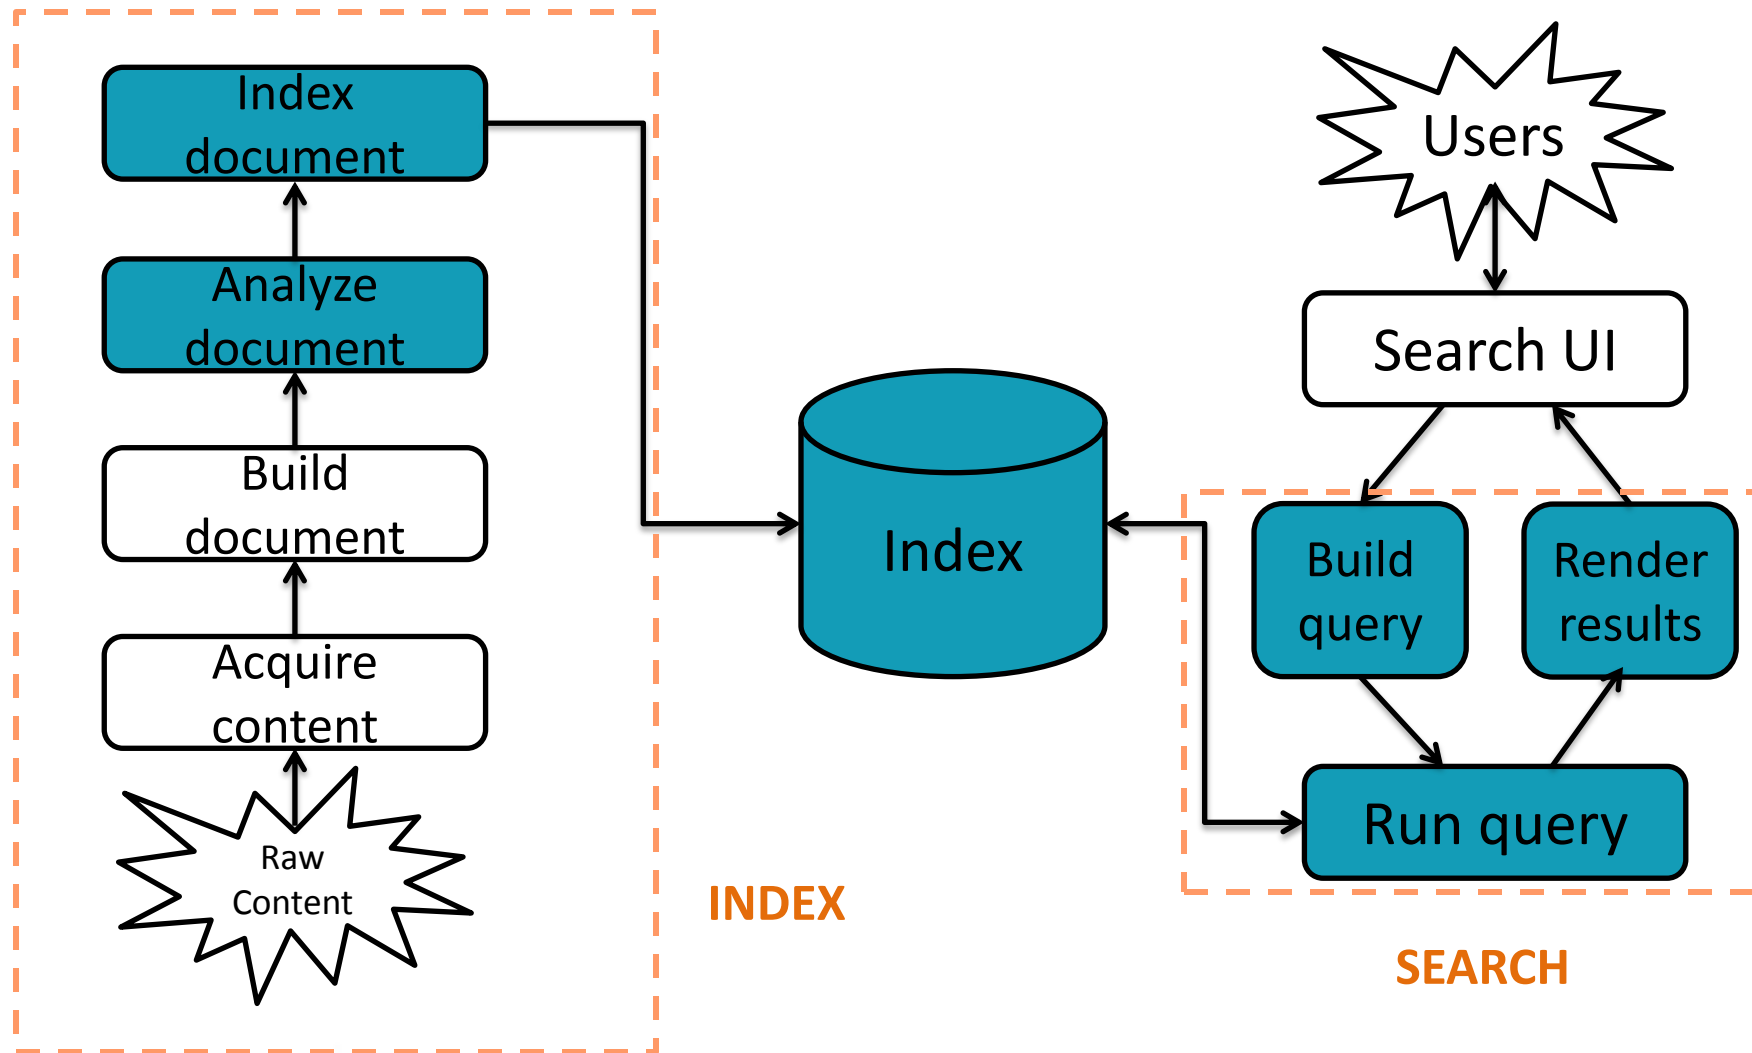 Index
document
Analyze
document
Build
document
Acquire
content
Raw
Content
INDEX
Index
Users
Search UI
Build
query
Render
results
Run query
SEARCH